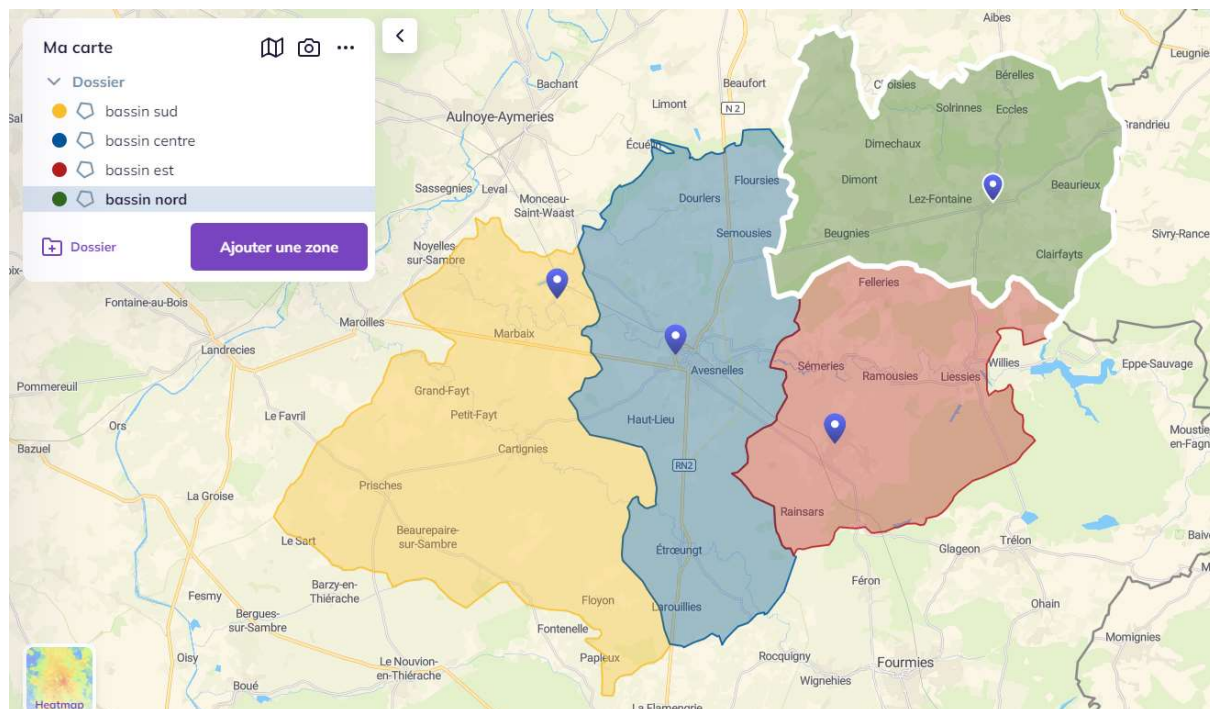 Ma carte
Dossier
bassin sud
bassin centre
bassin est
bassin nord
Dossier
Ajouter une zone
Aibes
Leugnies
Bérelles
Bachant
Beaufort
Solrinnes
Eccles
Limont
N 2
Aulnoye-Aymeries
Grandrieu
Dimechaux
Floursies
Dimont
Beaurieux
Sassegnies
Leval
Dourlers
Lez-Fontaine
Monceau-
Saint-Waast
Semousies
Beugnies
Sivry-Rance
Noyelles
sur-Sambre
Clairfayts
Felleries
Fontaine-au-Bois
Maroilles
Marbaix
Landrecies
Willies
Eppe-Sauvage
Avesnelles
Sémeries
Ramousies
Liessies
Pommereuil
Grand-Fayt
Le Favril
Petit-Fayt
Haut-Lieu
Ors
Moustie
en-Fagn
Bazuel
Cartignies
RN2
Prisches
La Groise
Rainsars
Beaurepaire-
sur-Sambre
Le Sart
Trélon
Étrœungt
Glageon
Barzy-en-
Thiérache
Féron
Fesmy
Floyon
Larouillies
Ohain
Bergues-
sur-Sambre
Fontenelle
Momignies
Oisy
Le Nouvion-
en-Thiérache
Papleux
Rocquigny
Fourmies
Wignehies
Boué
Heatmap
La Flamengrie